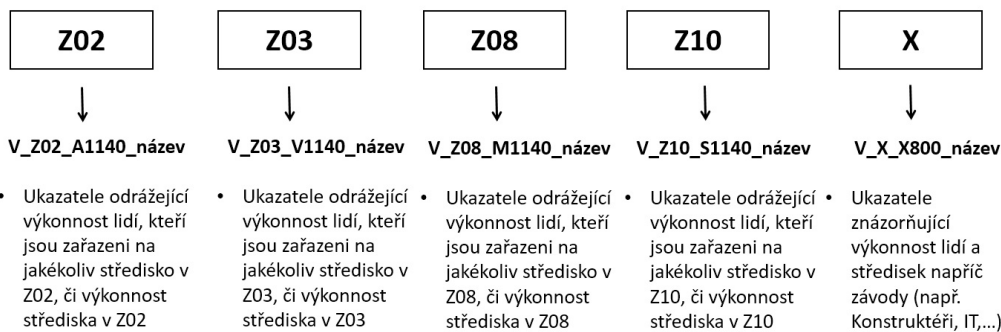 Z02
Z03
Z08
Z10
X
V_Z02_A1140_název
V_Z03_V1140_název
V_Z08_M1140_název
V_Z10_S1140_název
V_X_X800_název
• Ukazatele odrážející
výkonnost lidí, kteří
jsou zařazeni na
jakékoliv středisko v
Z02, či výkonnost
střediska v Z02
• Ukazatele odrážející
výkonnost lidí, kteří
jsou zařazeni na
jakékoliv středisko v
Z03, či výkonnost
střediska v Z03
• Ukazatele odrážející
výkonnost lidí, kteří
jsou zařazeni na
jakékoliv středisko v
Z08, či výkonnost
střediska v Z08
• Ukazatele odrážející
výkonnost lidí, kteří
jsou zařazeni na
jakékoliv středisko v
Z10, či výkonnost
střediska v Z10
• Ukazatele
znázorňující
výkonnost lidí a
středisek napříč
závody (např.
Konstruktéři, IT,…)